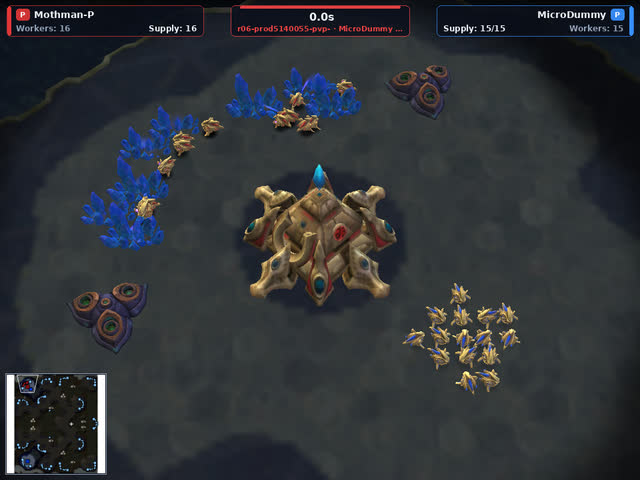 P Mothman-P
Workers: 16 Supply: 16
0.0s
r06-prod5140055-pvp- · MicroDummy ...
MicroDummy P
Supply: 15/15 Workers: 15